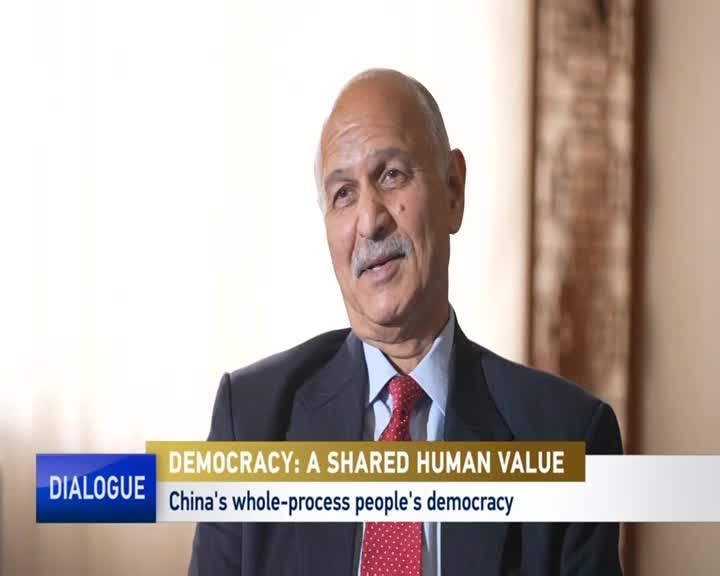 DEMOCRACY: A SHARED HUMAN VALUE
DIALOGUE
China's whole-process people's democracy